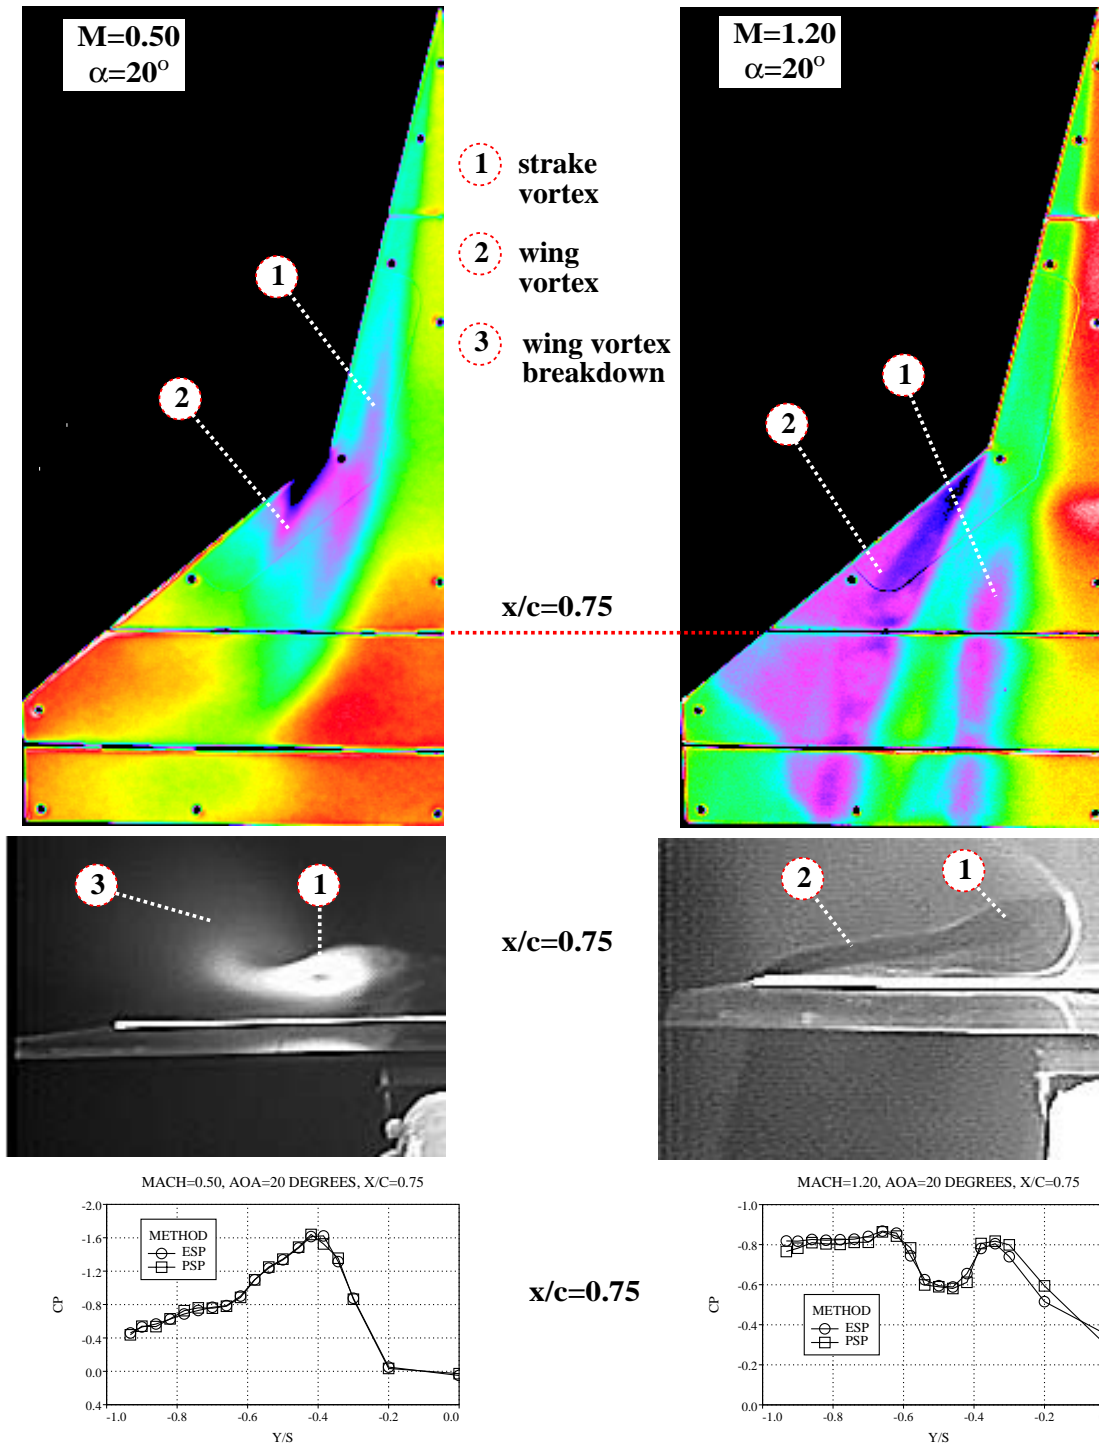 M=0.50
α=20°
M=1.20
α=20°
1 strake
vortex
2 wing
vortex
3 wing vortex
breakdown
1
2
1
2
x/c=0.75
3
1
2
1
x/c=0.75
MACH=0.50, AOA=20 DEGREES, X/C=0.75
-2.0
-1.6
-1.2
-0.8
-0.4
0.0
0.4
CP
METHOD
ESP
PSP
-1.0 -0.8 -0.6 -0.4 -0.2 0.0
Y/S
x/c=0.75
MACH=1.20, AOA=20 DEGREES, X/C=0.75
-1.0
-0.8
-0.6
-0.4
-0.2
0.0
CP
METHOD
ESP
PSP
-1.0 -0.8 -0.6 -0.4 -0.2
Y/S